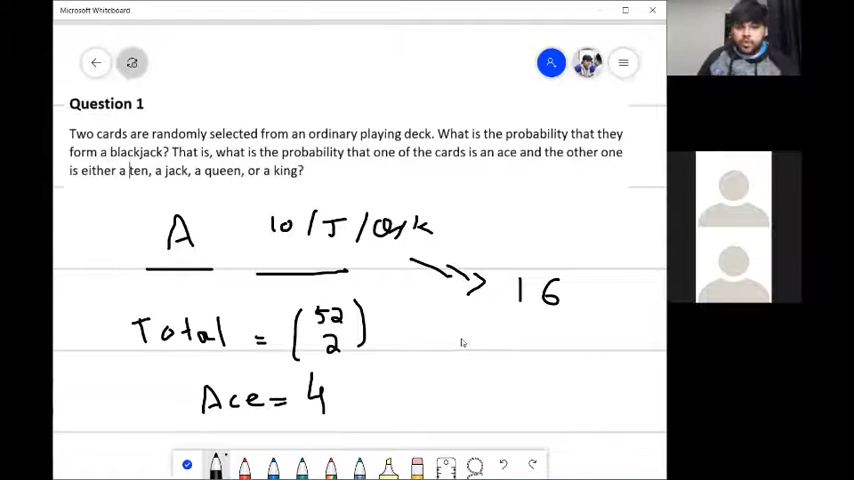 Microsoft Whiteboard
Question 1
Two cards are randomly selected from an ordinary playing deck. What is the probability that they
form a blackjack? That is, what is the probability that one of the cards is an ace and the other one
is either a ten, a jack, a queen, or a king?
A 10/J/Q/K
16
Total = (52
2)
Ace = 4